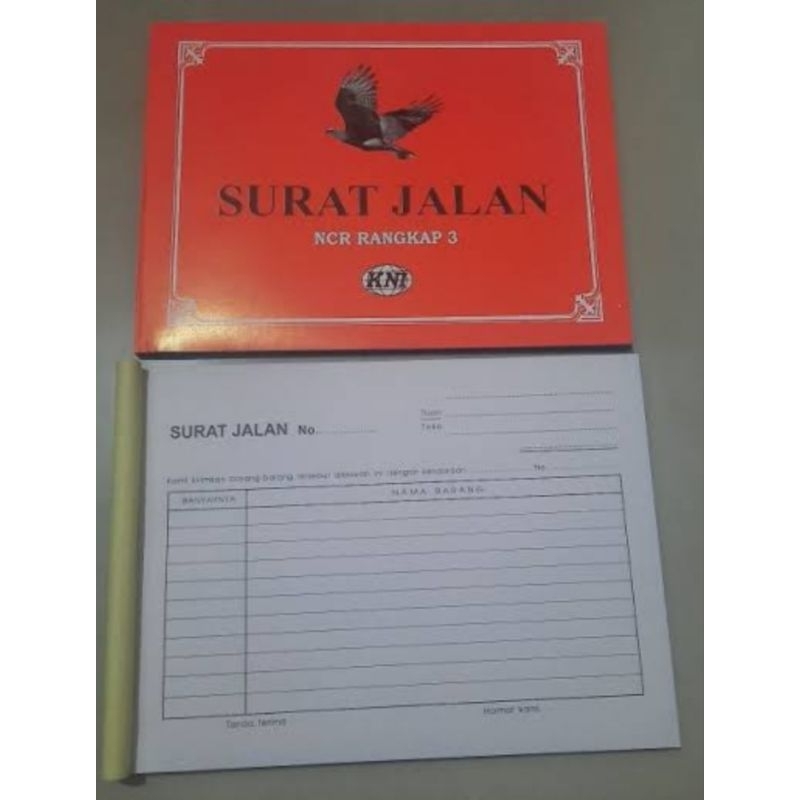 SURAT JALAN
NCR RANGKAP 3
KNI
SURAT JALAN No.
Tuan
Toko
Kami kirimkan barang-barang tersebut dibawah ini dengan kendaraan No.
BANYAKNYA NAMA BARANG
Tanda terima Hormat kami,